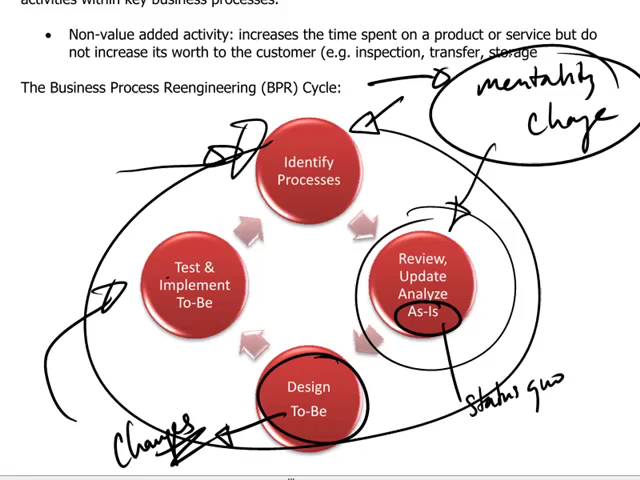 activities within key business processes.
• Non-value added activity: increases the time spent on a product or service but do
not increase its worth to the customer (e.g. inspection, transfer, storage
The Business Process Reengineering (BPR) Cycle:
mentality
change
Identify
Processes
Test &
Implement
To-Be
Review,
Update
Analyze
As-Is
Design
To-Be
Status quo
Changes